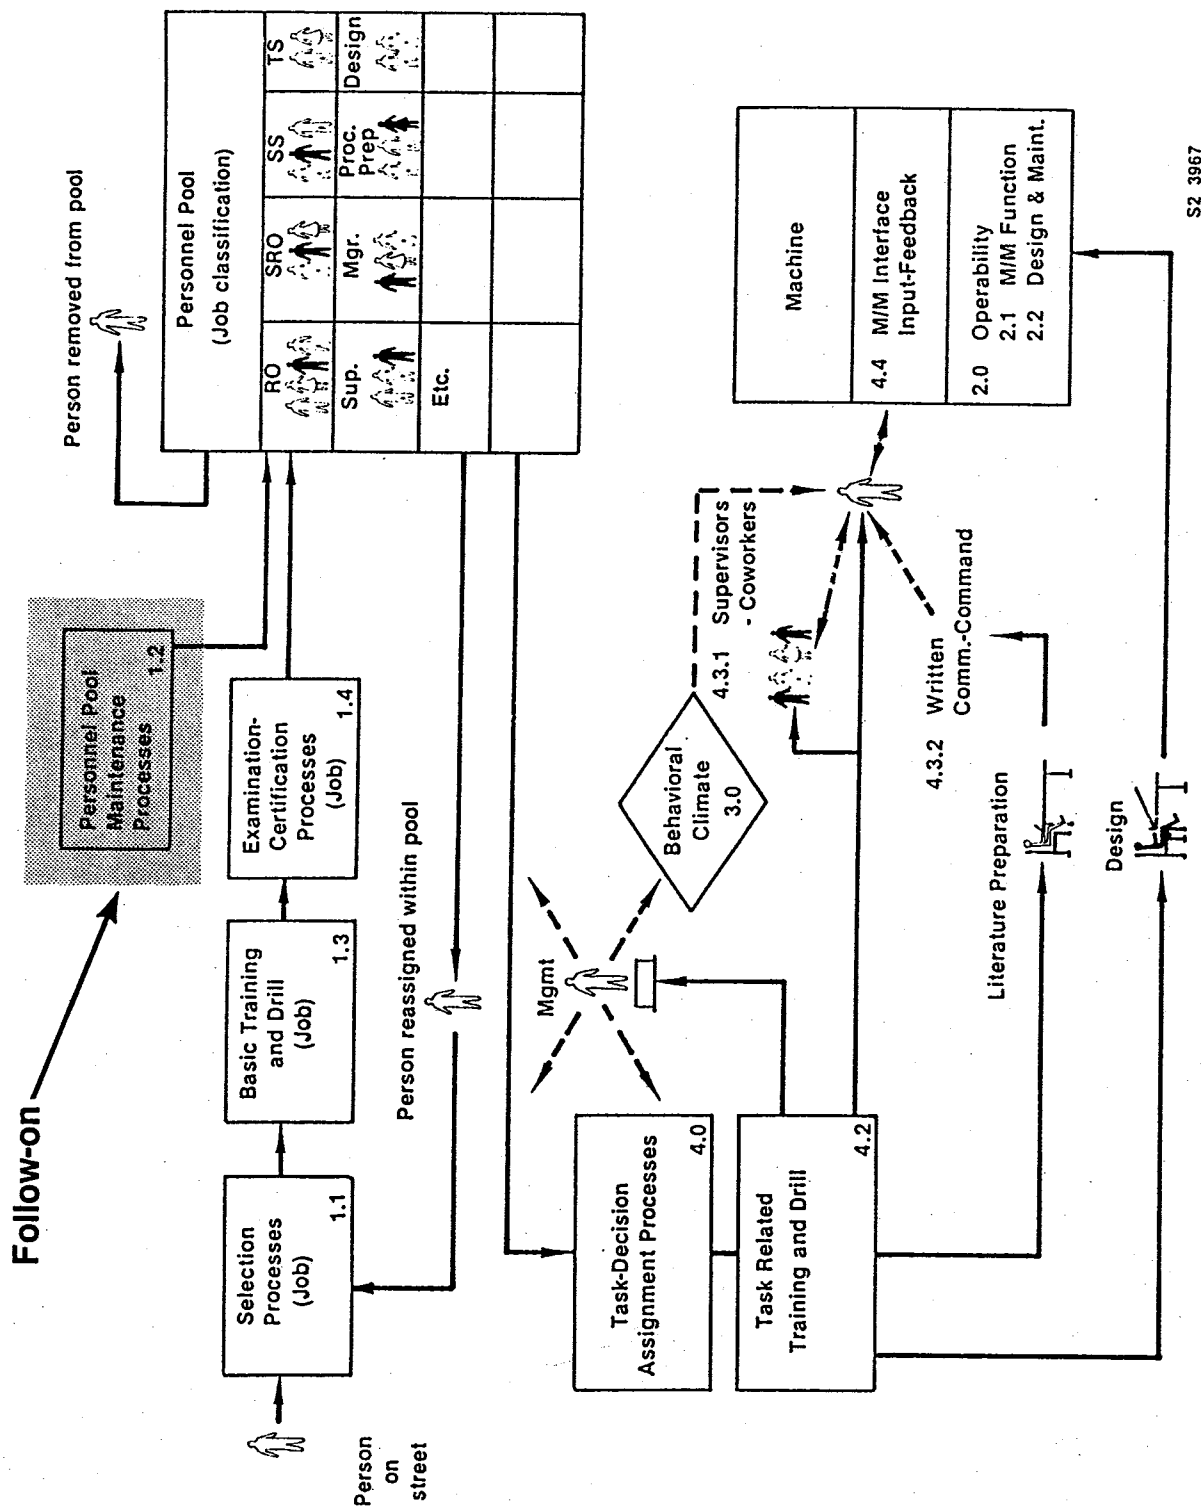 Follow-on
Personnel Pool
Maintenance
Processes
1.2
Person removed from pool
Person
on
street
Selection
Processes
(Job)
1.1
Basic Training
and Drill
(Job)
1.3
Examination-
Certification
Processes
(Job)
1.4
Personnel Pool
(Job classification)
RO
SRO
SS
TS
Sup.
Mgr.
Proc.
Prep
Design
Etc.
Person reassigned within pool
Task-Decision
Assignment Processes
4.0
Task Related
Training and Drill
4.2
Mgmt
Behavioral
Climate
3.0
4.3.1 Supervisors
- Coworkers
4.3.2 Written
Comm.-Command
Literature Preparation
Design
Machine
4.4 M/M Interface
Input-Feedback
2.0 Operability
2.1 M/M Function
2.2 Design & Maint.
S2 3967